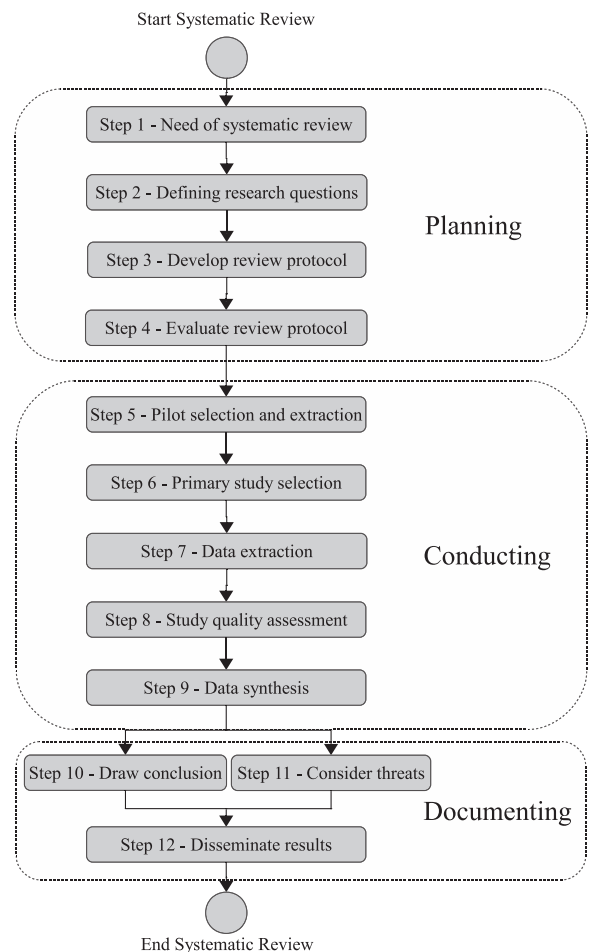 Start Systematic Review
Step 1 - Need of systematic review
Step 2 - Defining research questions
Planning
Step 3 - Develop review protocol
Step 4 - Evaluate review protocol
Step 5 - Pilot selection and extraction
Step 6 - Primary study selection
Step 7 - Data extraction
Conducting
Step 8 - Study quality assessment
Step 9 - Data synthesis
Step 10 - Draw conclusion
Step 11 - Consider threats
Documenting
Step 12 - Disseminate results
End Systematic Review